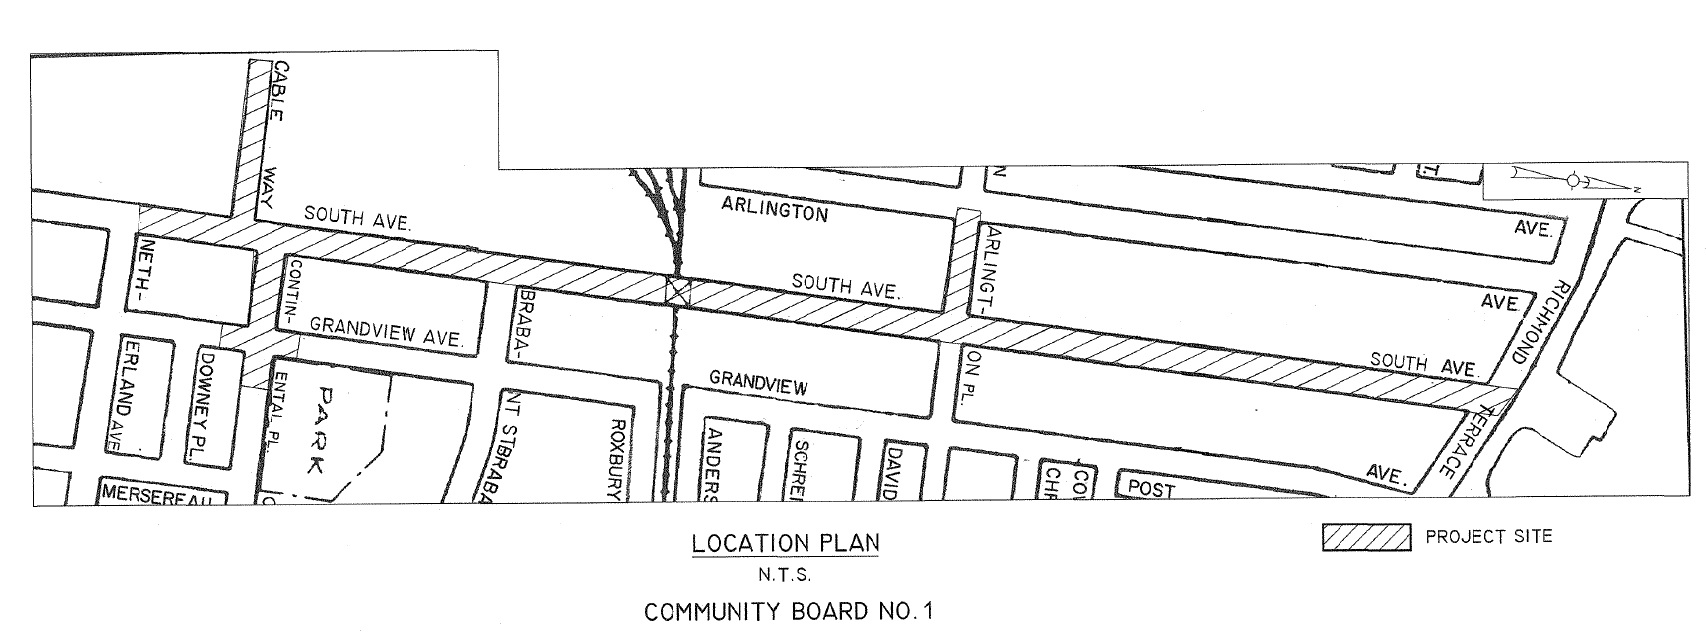 CABLE WAY
SOUTH AVE.
N
T.
N
ARLINGTON
AVE.
ARLINGT-
SOUTH AVE.
AVE.
RICHMOND
NETH-
CONTIN-
GRANDVIEW AVE.
BRABA-
SOUTH AVE.
ON PL.
GRANDVIEW
TERRACE
ERLAND AVE
DOWNEY PL.
ENTAL PL.
PARK
NT ST
BRABA
ROXBURY
ANDERS
SCHREI
DAVID
CHR
COU
POST
AVE.
MERSEREAU
C
LOCATION PLAN
N.T.S.
COMMUNITY BOARD NO. 1
PROJECT SITE